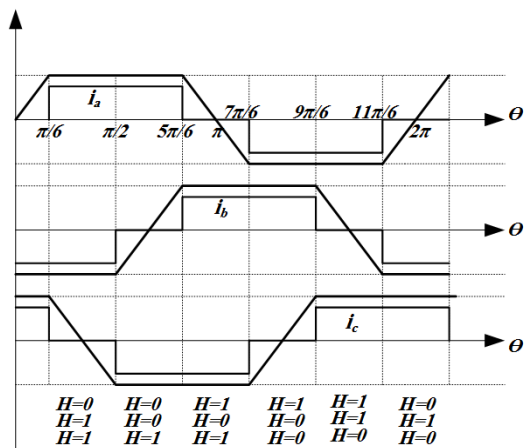 i_a
7π/6 9π/6 11π/6 Θ
π/6 π/2 5π/6 π 2π
i_b
Θ
i_c
Θ
H=0 H=0 H=1 H=1 H=1 H=0
H=1 H=0 H=0 H=0 H=1 H=1
H=1 H=1 H=1 H=0 H=0 H=0